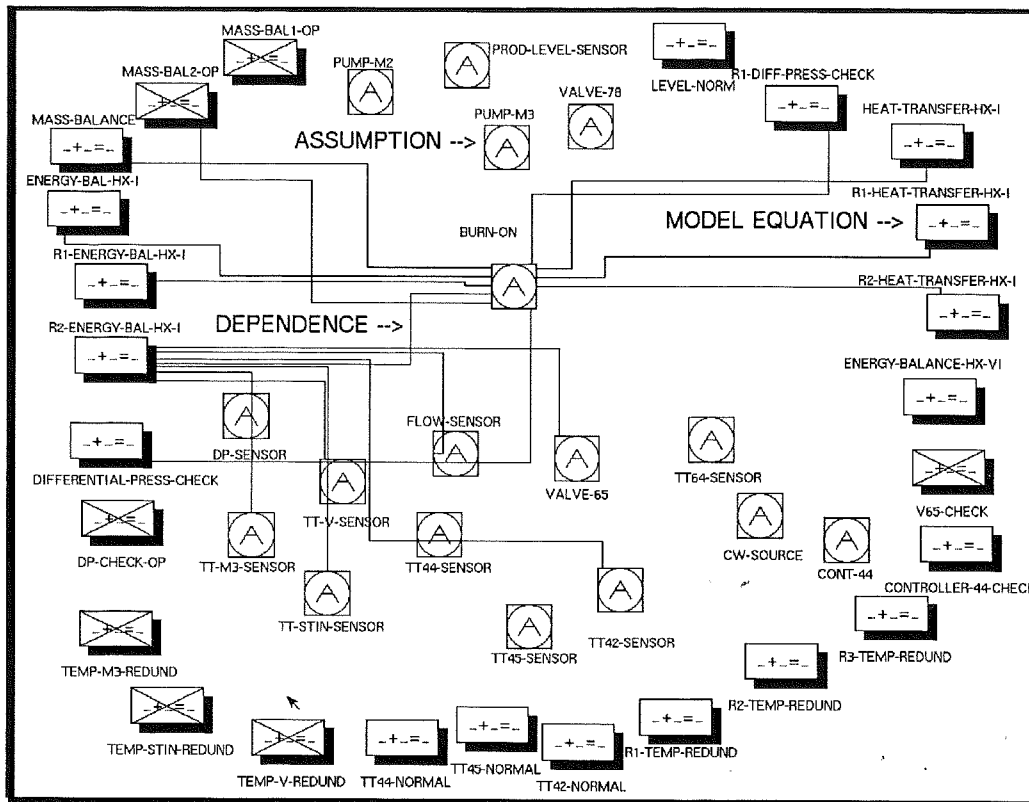 MASS-BAL1-OP
_+_=_
MASS-BAL2-OP
_+_=_
MASS-BALANCE
_+_=_
ENERGY-BAL-HX-I
_+_=_
R1-ENERGY-BAL-HX-I
_+_=_
R2-ENERGY-BAL-HX-I
_+_=_
PUMP-M2
A
PROD-LEVEL-SENSOR
A
VALVE-78
A
ASSUMPTION -->
PUMP-M3
A
_+_=_
LEVEL-NORM
R1-DIFF-PRESS-CHECK
_+_=_
HEAT-TRANSFER-HX-I
_+_=_
R1-HEAT-TRANSFER-HX-I
MODEL EQUATION -->
_+_=_
R2-HEAT-TRANSFER-HX-I
_+_=_
BURN-ON
A
DEPENDENCE -->
ENERGY-BALANCE-HX-VI
_+_=_
A
DP-SENSOR
FLOW-SENSOR
A
A
VALVE-65
A
TT64-SENSOR
_+_=_
DIFFERENTIAL-PRESS-CHECK
_+_=_
V65-CHECK
A
TT-V-SENSOR
_+_=_
DP-CHECK-OP
A
TT-M3-SENSOR
A
TT44-SENSOR
A
CW-SOURCE
A
CONT-44
_+_=_
CONTROLLER-44-CHECK
A
TT-STIN-SENSOR
A
TT45-SENSOR
A
TT42-SENSOR
_+_=_
R3-TEMP-REDUND
_+_=_
TEMP-M3-REDUND
_+_=_
R2-TEMP-REDUND
_+_=_
TEMP-STIN-REDUND
_+_=_
TEMP-V-REDUND
_+_=_
TT44-NORMAL
_+_=_
TT45-NORMAL
_+_=_
TT42-NORMAL
_+_=_
R1-TEMP-REDUND